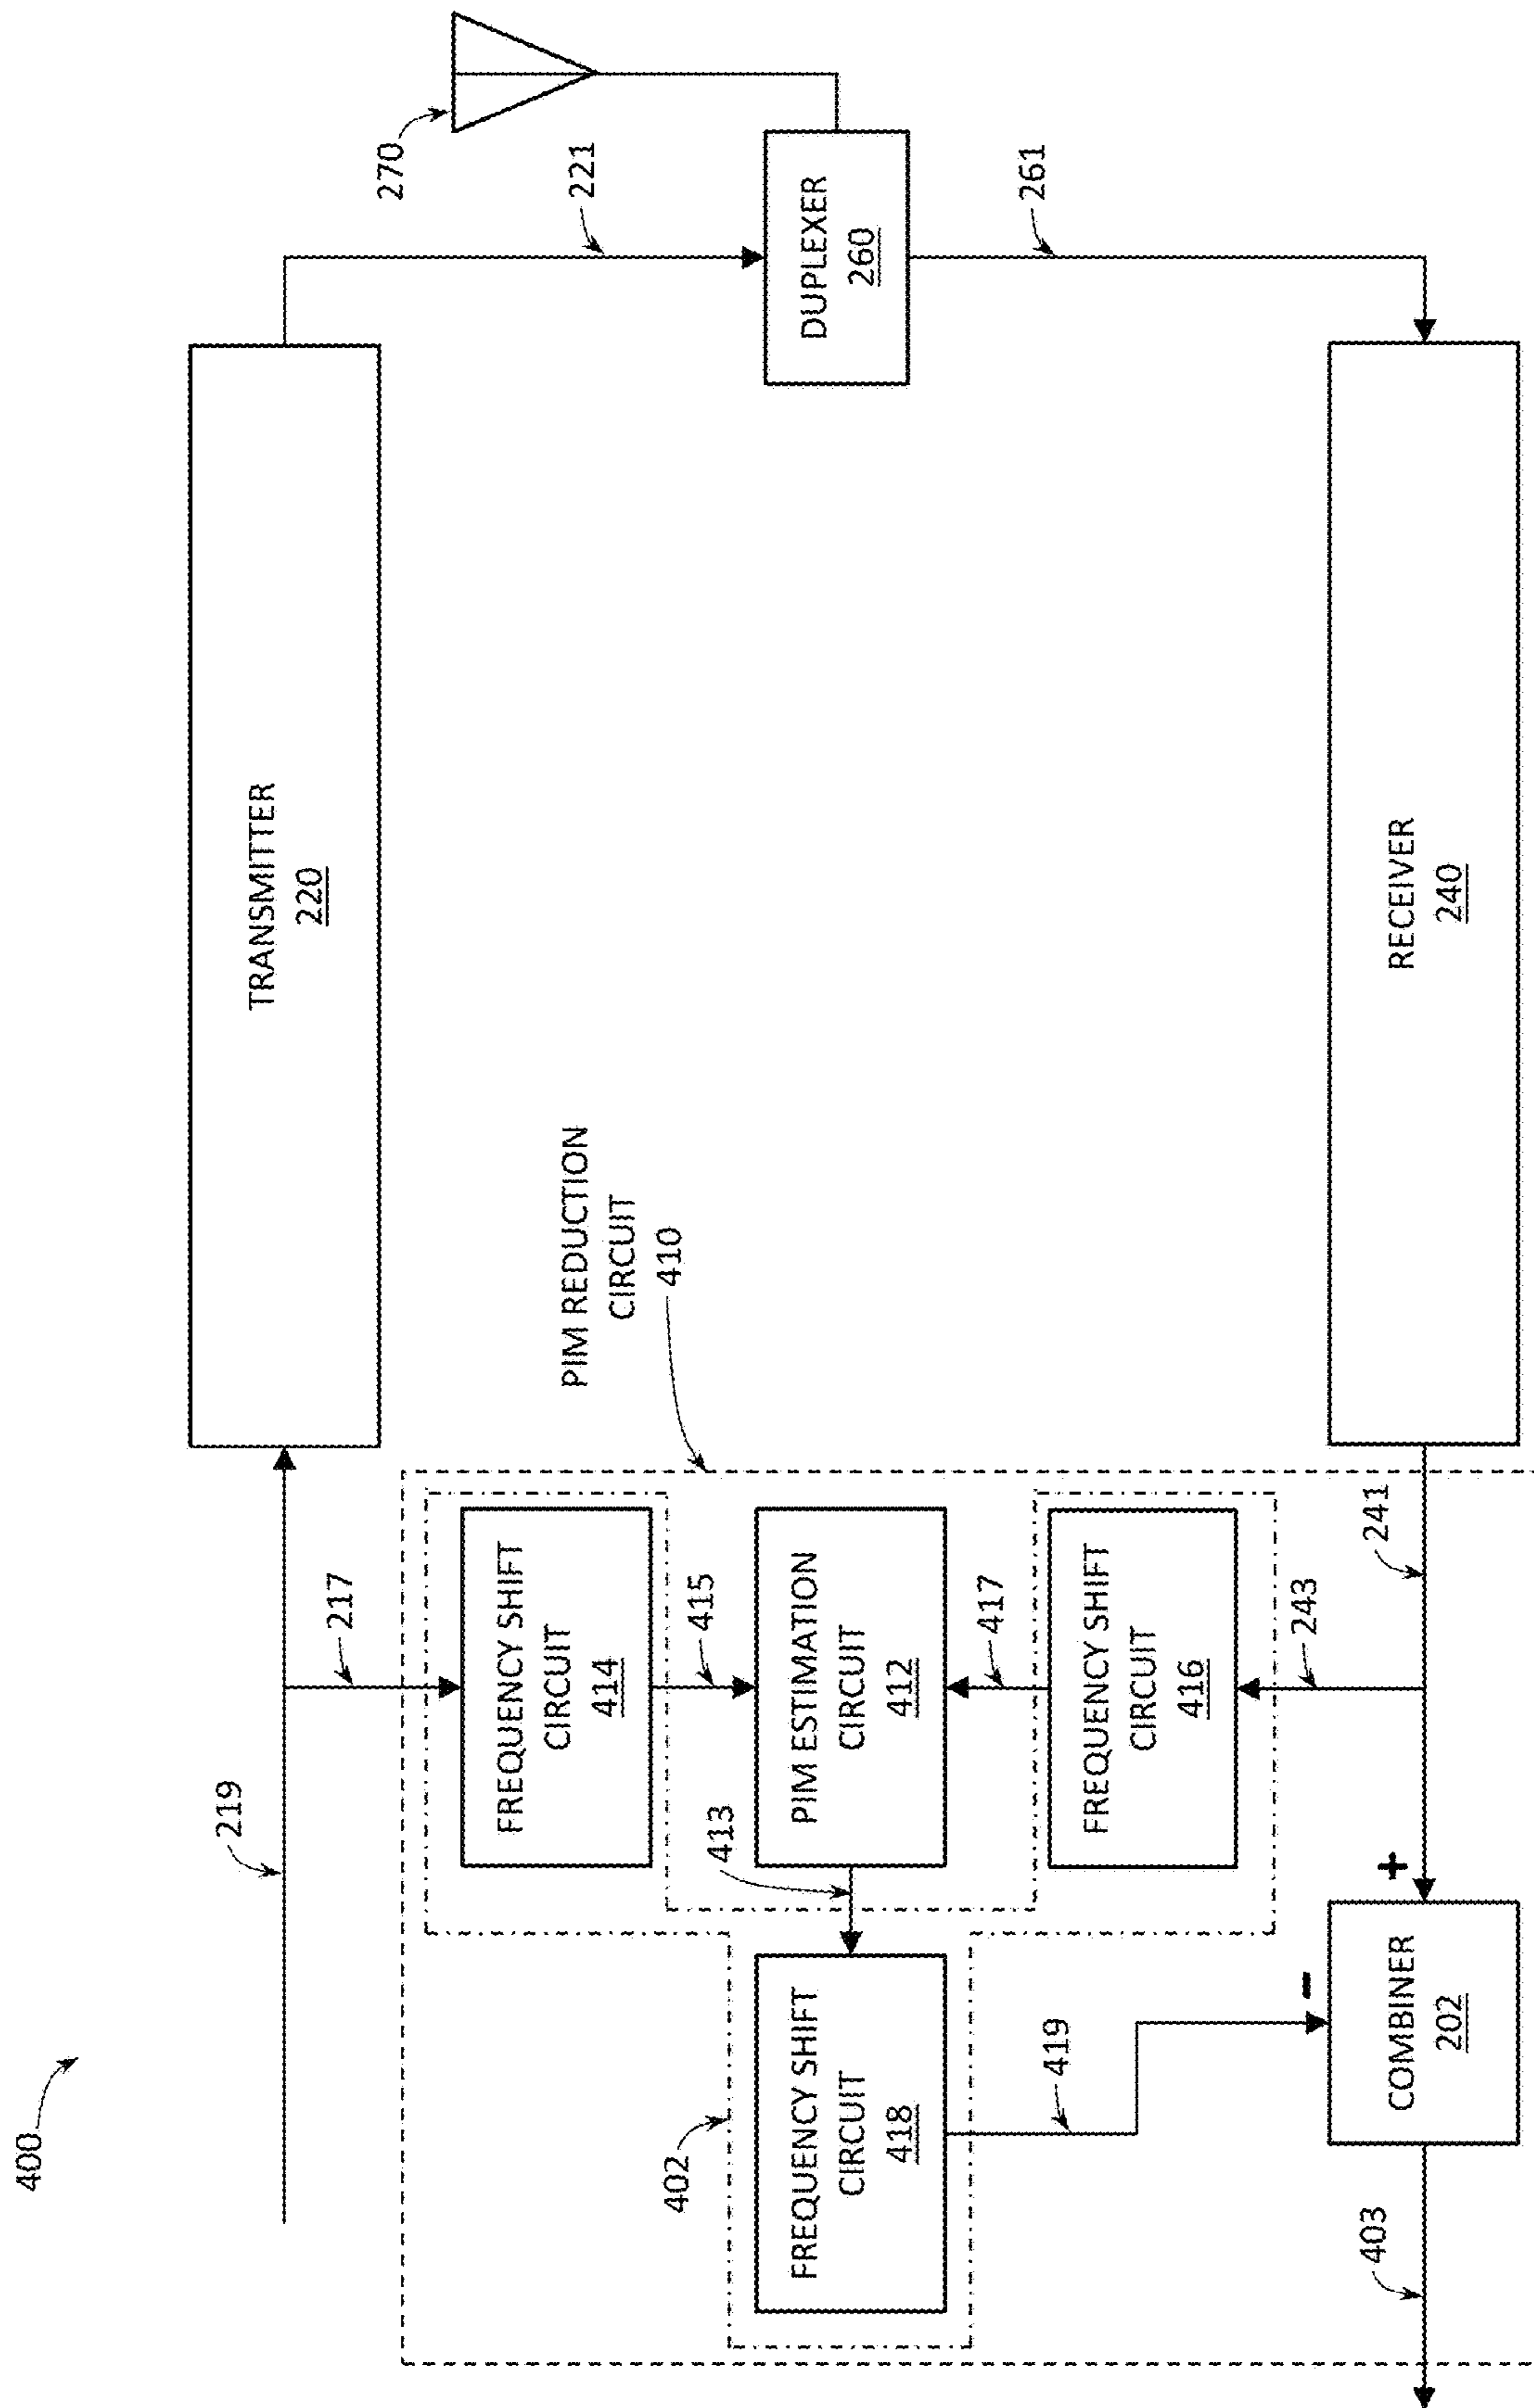 400
219
217
TRANSMITTER
220
270
221
DUPLEXER
260
261
PIM REDUCTION
CIRCUIT
410
FREQUENCY SHIFT
CIRCUIT
414
415
PIM ESTIMATION
CIRCUIT
412
413
417
FREQUENCY SHIFT
CIRCUIT
416
243
402
FREQUENCY SHIFT
CIRCUIT
418
419
-
+
COMBINER
202
403
241
RECEIVER
240